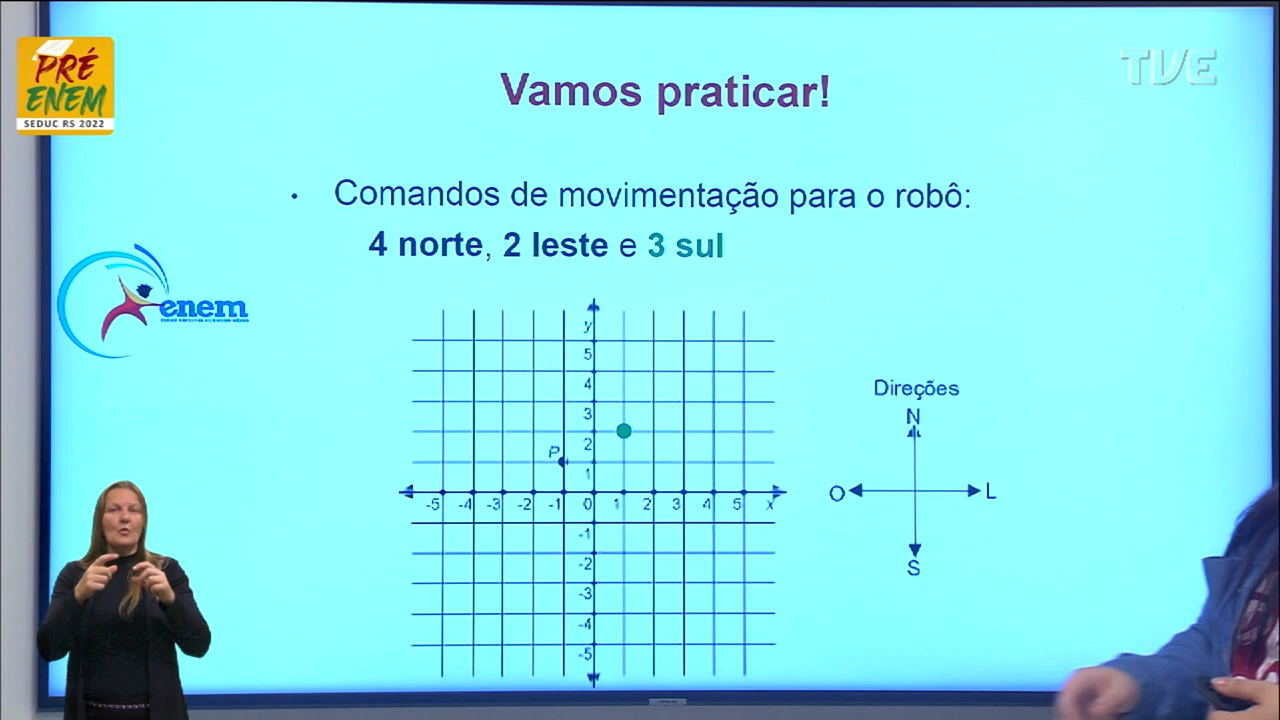 PRÉ
ENEM
SEDUC RS 2022
TVE
Vamos praticar!
• Comandos de movimentação para o robô:
4 norte, 2 leste e 3 sul
enem
y
5
4
3
2
1
P
-5 -4 -3 -2 -1 0 1 2 3 4 5 x
-1
-2
-3
-4
-5
Direções
N
O L
S